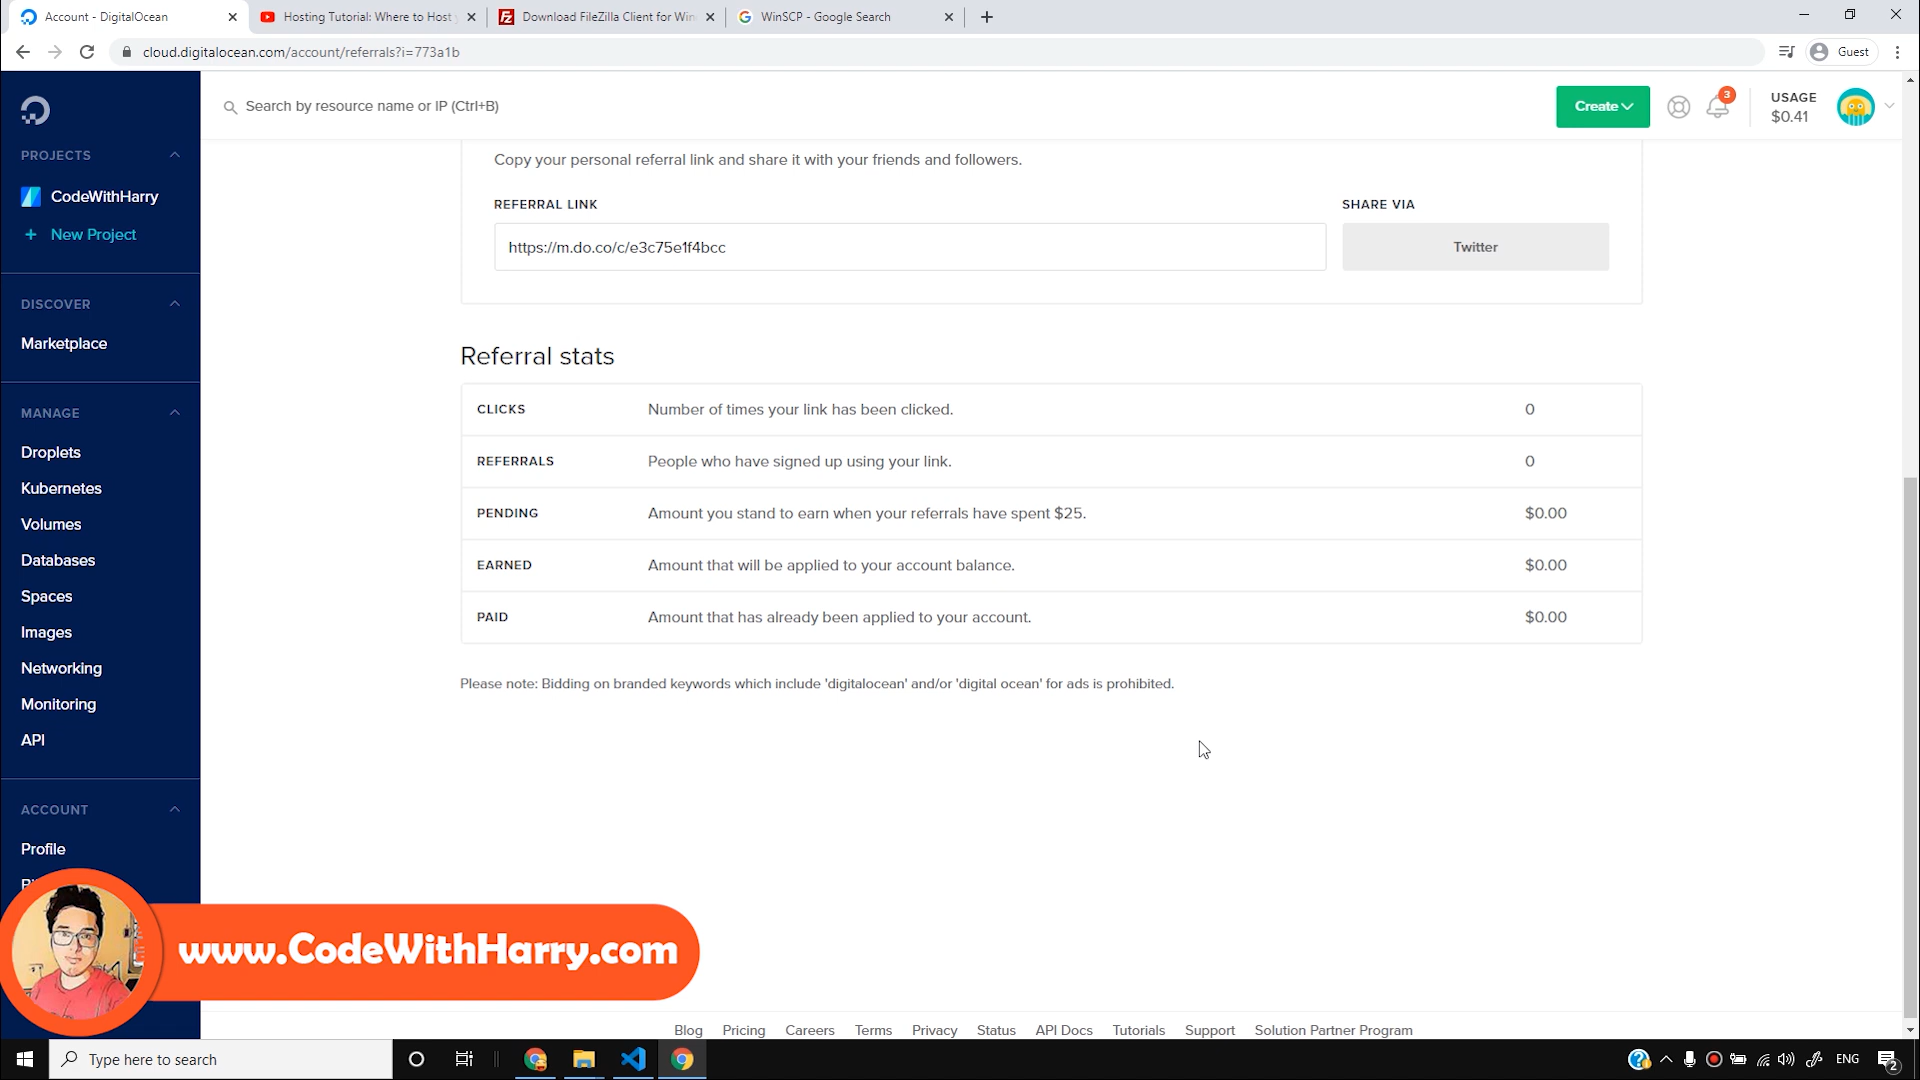 Account - DigitalOcean
Hosting Tutorial: Where to Host
Download FileZilla Client for Win
WinSCP - Google Search
cloud.digitalocean.com/account/referrals?i=773a1b
Guest
Search by resource name or IP (Ctrl+B)
Create
3
USAGE
$0.41
PROJECTS
CodeWithHarry
+ New Project
DISCOVER
Marketplace
MANAGE
Droplets
Kubernetes
Volumes
Databases
Spaces
Images
Networking
Monitoring
API
ACCOUNT
Profile
Copy your personal referral link and share it with your friends and followers.
REFERRAL LINK
SHARE VIA
https://m.do.co/c/e3c75e1f4bcc
Twitter
Referral stats
CLICKS Number of times your link has been clicked. 0
REFERRALS People who have signed up using your link. 0
PENDING Amount you stand to earn when your referrals have spent $25. $0.00
EARNED Amount that will be applied to your account balance. $0.00
PAID Amount that has already been applied to your account. $0.00
Please note: Bidding on branded keywords which include 'digitalocean' and/or 'digital ocean' for ads is prohibited.
www.CodeWithHarry.com
Blog Pricing Careers Terms Privacy Status API Docs Tutorials Support Solution Partner Program
Type here to search
ENG
2